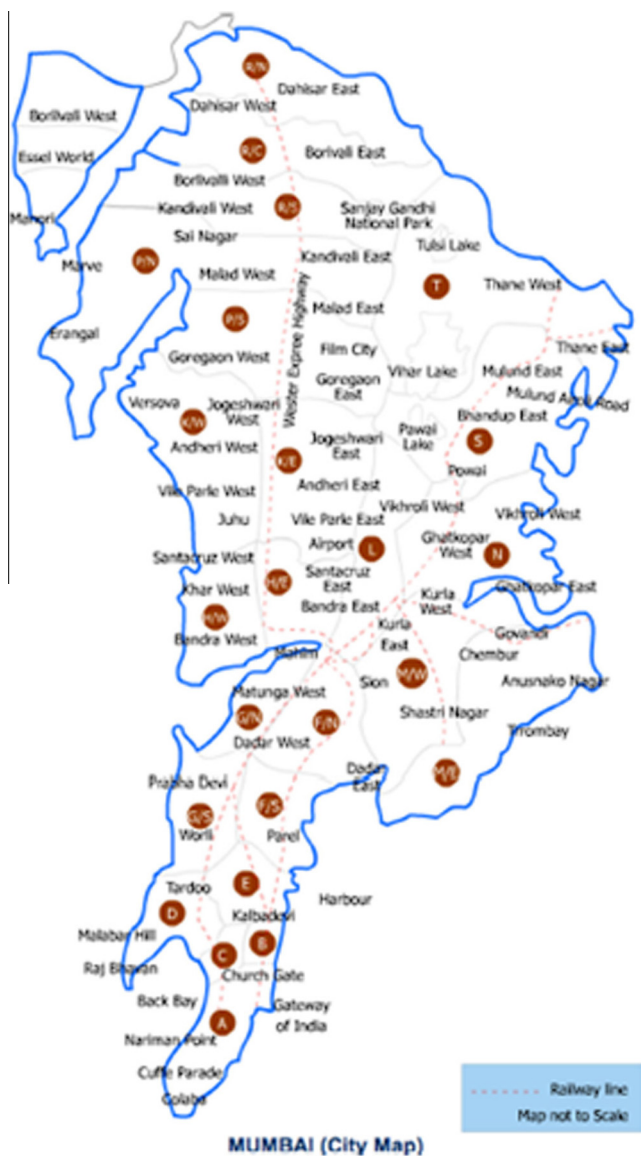 R/N
Dahisar East
Dahisar West
Borilvali West
R/C
Borivali East
Essel World
Borlivalli West
Kandivali West
R/S
Sanjay Gandhi
National Park
Manori
Sai Nagar
Tulsi Lake
Kandivali East
P/N
Marve
Malad West
T
Thane West
Malad East
P/S
Wester Expree Highway
Erangal
Film City
Thane East
Goregaon West
Vihar Lake
Mulund East
Goregaon
East
Mulund Airoli Road
Versova
Jogeshwari
West
Bhandup East
K/W
Pawai
Lake
S
Jogeshwari
East
Andheri West
K/E
Powai
Andheri East
Vile Parle West
Vikhroli West
Vikhroli West
Juhu
Vile Parle East
Airport
L
Ghatkopar
West
N
Santacruz West
Santacruz
East
H/E
Khar West
Ghatkopar East
Bandra East
Kurla
West
H/W
Kurla
East
Govandi
Bandra West
Mahim
Chembur
M/W
Sion
Anusnako Nagar
Matunga West
G/N
F/N
Shastri Nagar
Trrombay
Dadar West
Dadar
East
M/E
Prabha Devi
F/S
G/S
Worli
Parel
E
Tardoo
Harbour
D
Kalbadevi
Malabar Hill
B
C
Raj Bhavan
Church Gate
Back Bay
Gateway
of India
A
Nariman Point
Cuffe Parade
Colaba
Railway line
Map not to Scale
MUMBAI (City Map)